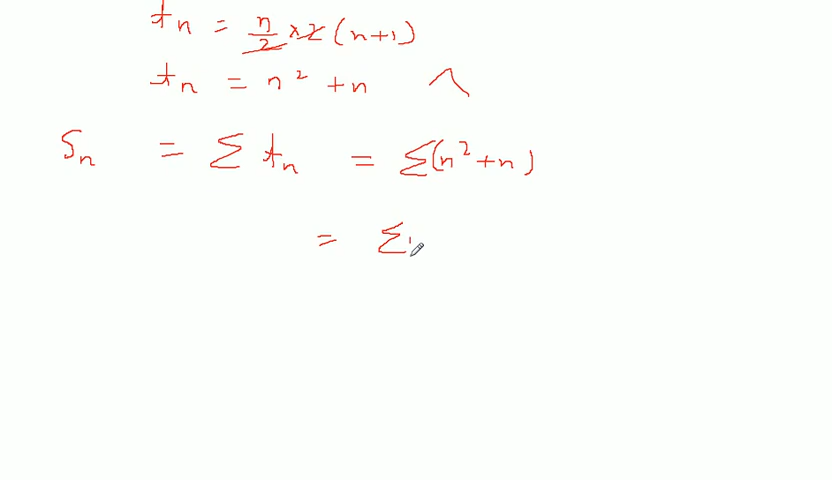 tn = n/2 × 2 (n+1)
tn = n² + n
Sn = Σ tn = Σ(n² + n)
= Σ